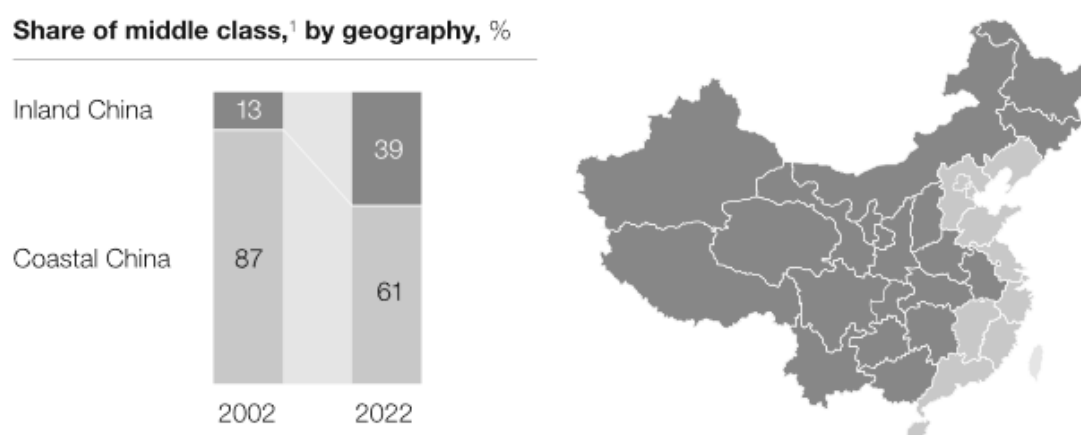 Share of middle class,¹ by geography, %
Inland China
13
39
Coastal China
87
61
2002
2022